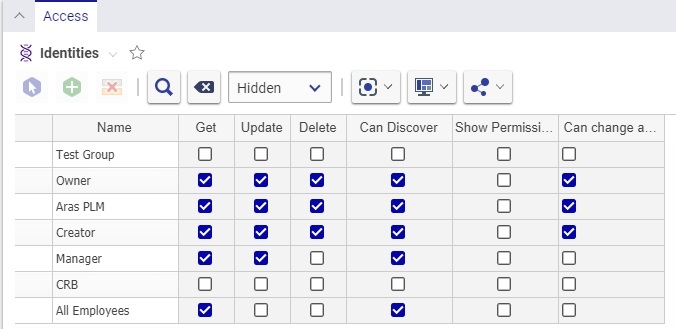 Access
Identities
Hidden
Name Get Update Delete Can Discover Show Permissi... Can change a...
Test Group
Owner
Aras PLM
Creator
Manager
CRB
All Employees